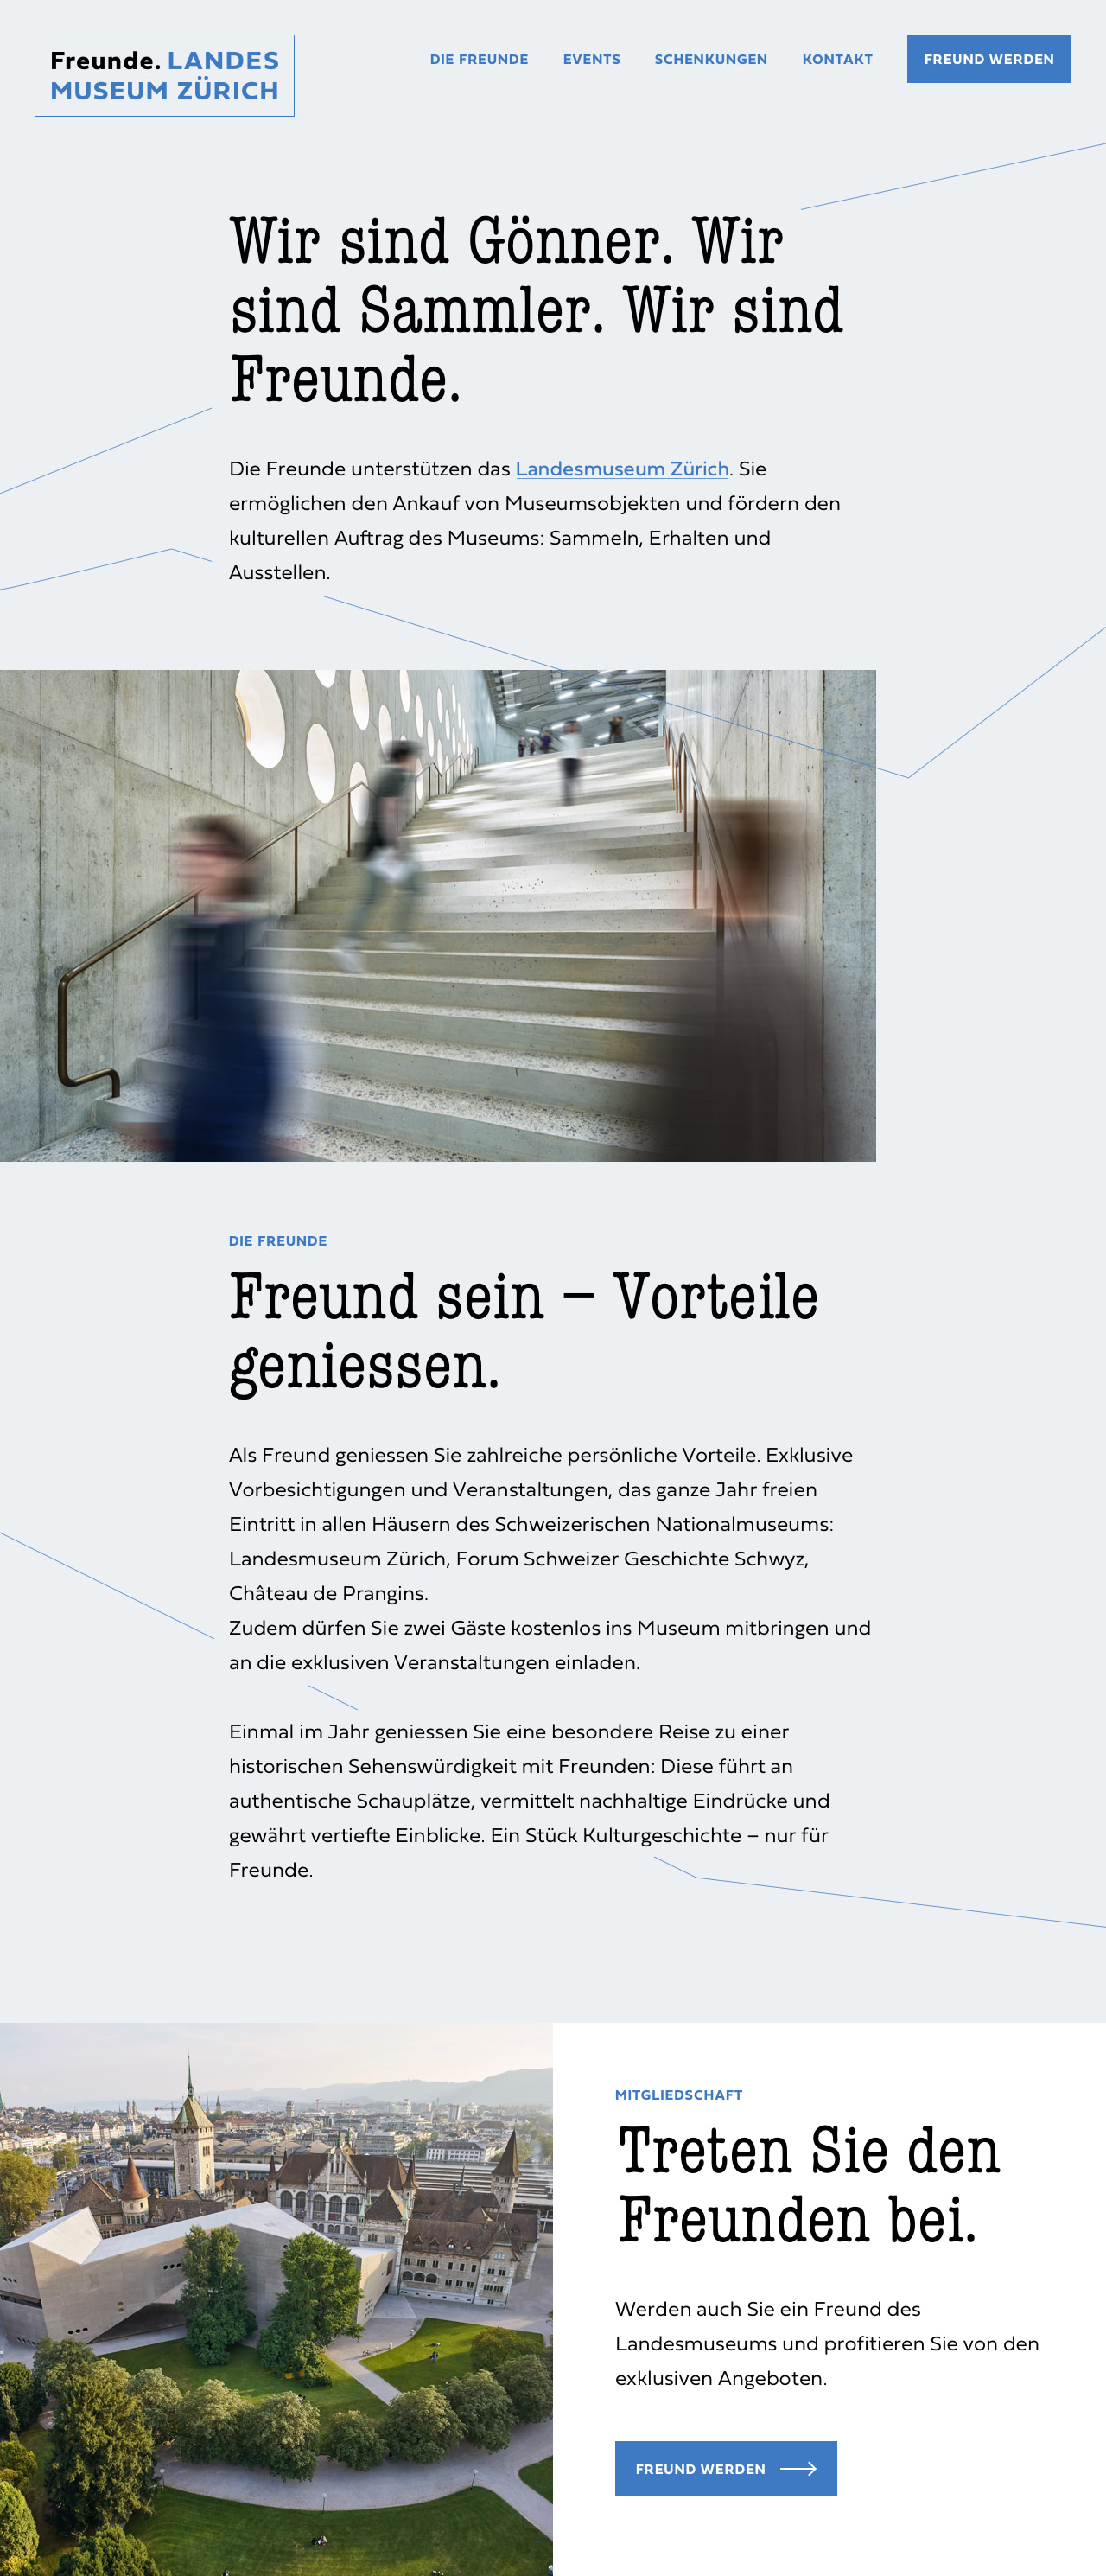 Freunde. LANDES
MUSEUM ZÜRICH
DIE FREUNDE EVENTS SCHENKUNGEN KONTAKT FREUND WERDEN
Wir sind Gönner. Wir
sind Sammler. Wir sind
Freunde.
Die Freunde unterstützen das Landesmuseum Zürich. Sie
ermöglichen den Ankauf von Museumsobjekten und fördern den
kulturellen Auftrag des Museums: Sammeln, Erhalten und
Ausstellen.
DIE FREUNDE
Freund sein – Vorteile
geniessen.
Als Freund geniessen Sie zahlreiche persönliche Vorteile. Exklusive
Vorbesichtigungen und Veranstaltungen, das ganze Jahr freien
Eintritt in allen Häusern des Schweizerischen Nationalmuseums:
Landesmuseum Zürich, Forum Schweizer Geschichte Schwyz,
Château de Prangins.
Zudem dürfen Sie zwei Gäste kostenlos ins Museum mitbringen und
an die exklusiven Veranstaltungen einladen.
Einmal im Jahr geniessen Sie eine besondere Reise zu einer
historischen Sehenswürdigkeit mit Freunden: Diese führt an
authentische Schauplätze, vermittelt nachhaltige Eindrücke und
gewährt vertiefte Einblicke. Ein Stück Kulturgeschichte – nur für
Freunde.
MITGLIEDSCHAFT
Treten Sie den
Freunden bei.
Werden auch Sie ein Freund des
Landesmuseums und profitieren Sie von den
exklusiven Angeboten.
FREUND WERDEN